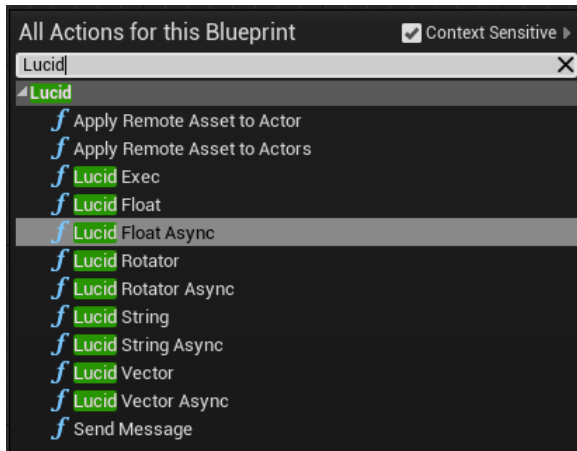 All Actions for this Blueprint Context Sensitive
Lucid
Lucid
f Apply Remote Asset to Actor
f Apply Remote Asset to Actors
f Lucid Exec
f Lucid Float
f Lucid Float Async
f Lucid Rotator
f Lucid Rotator Async
f Lucid String
f Lucid String Async
f Lucid Vector
f Lucid Vector Async
f Send Message